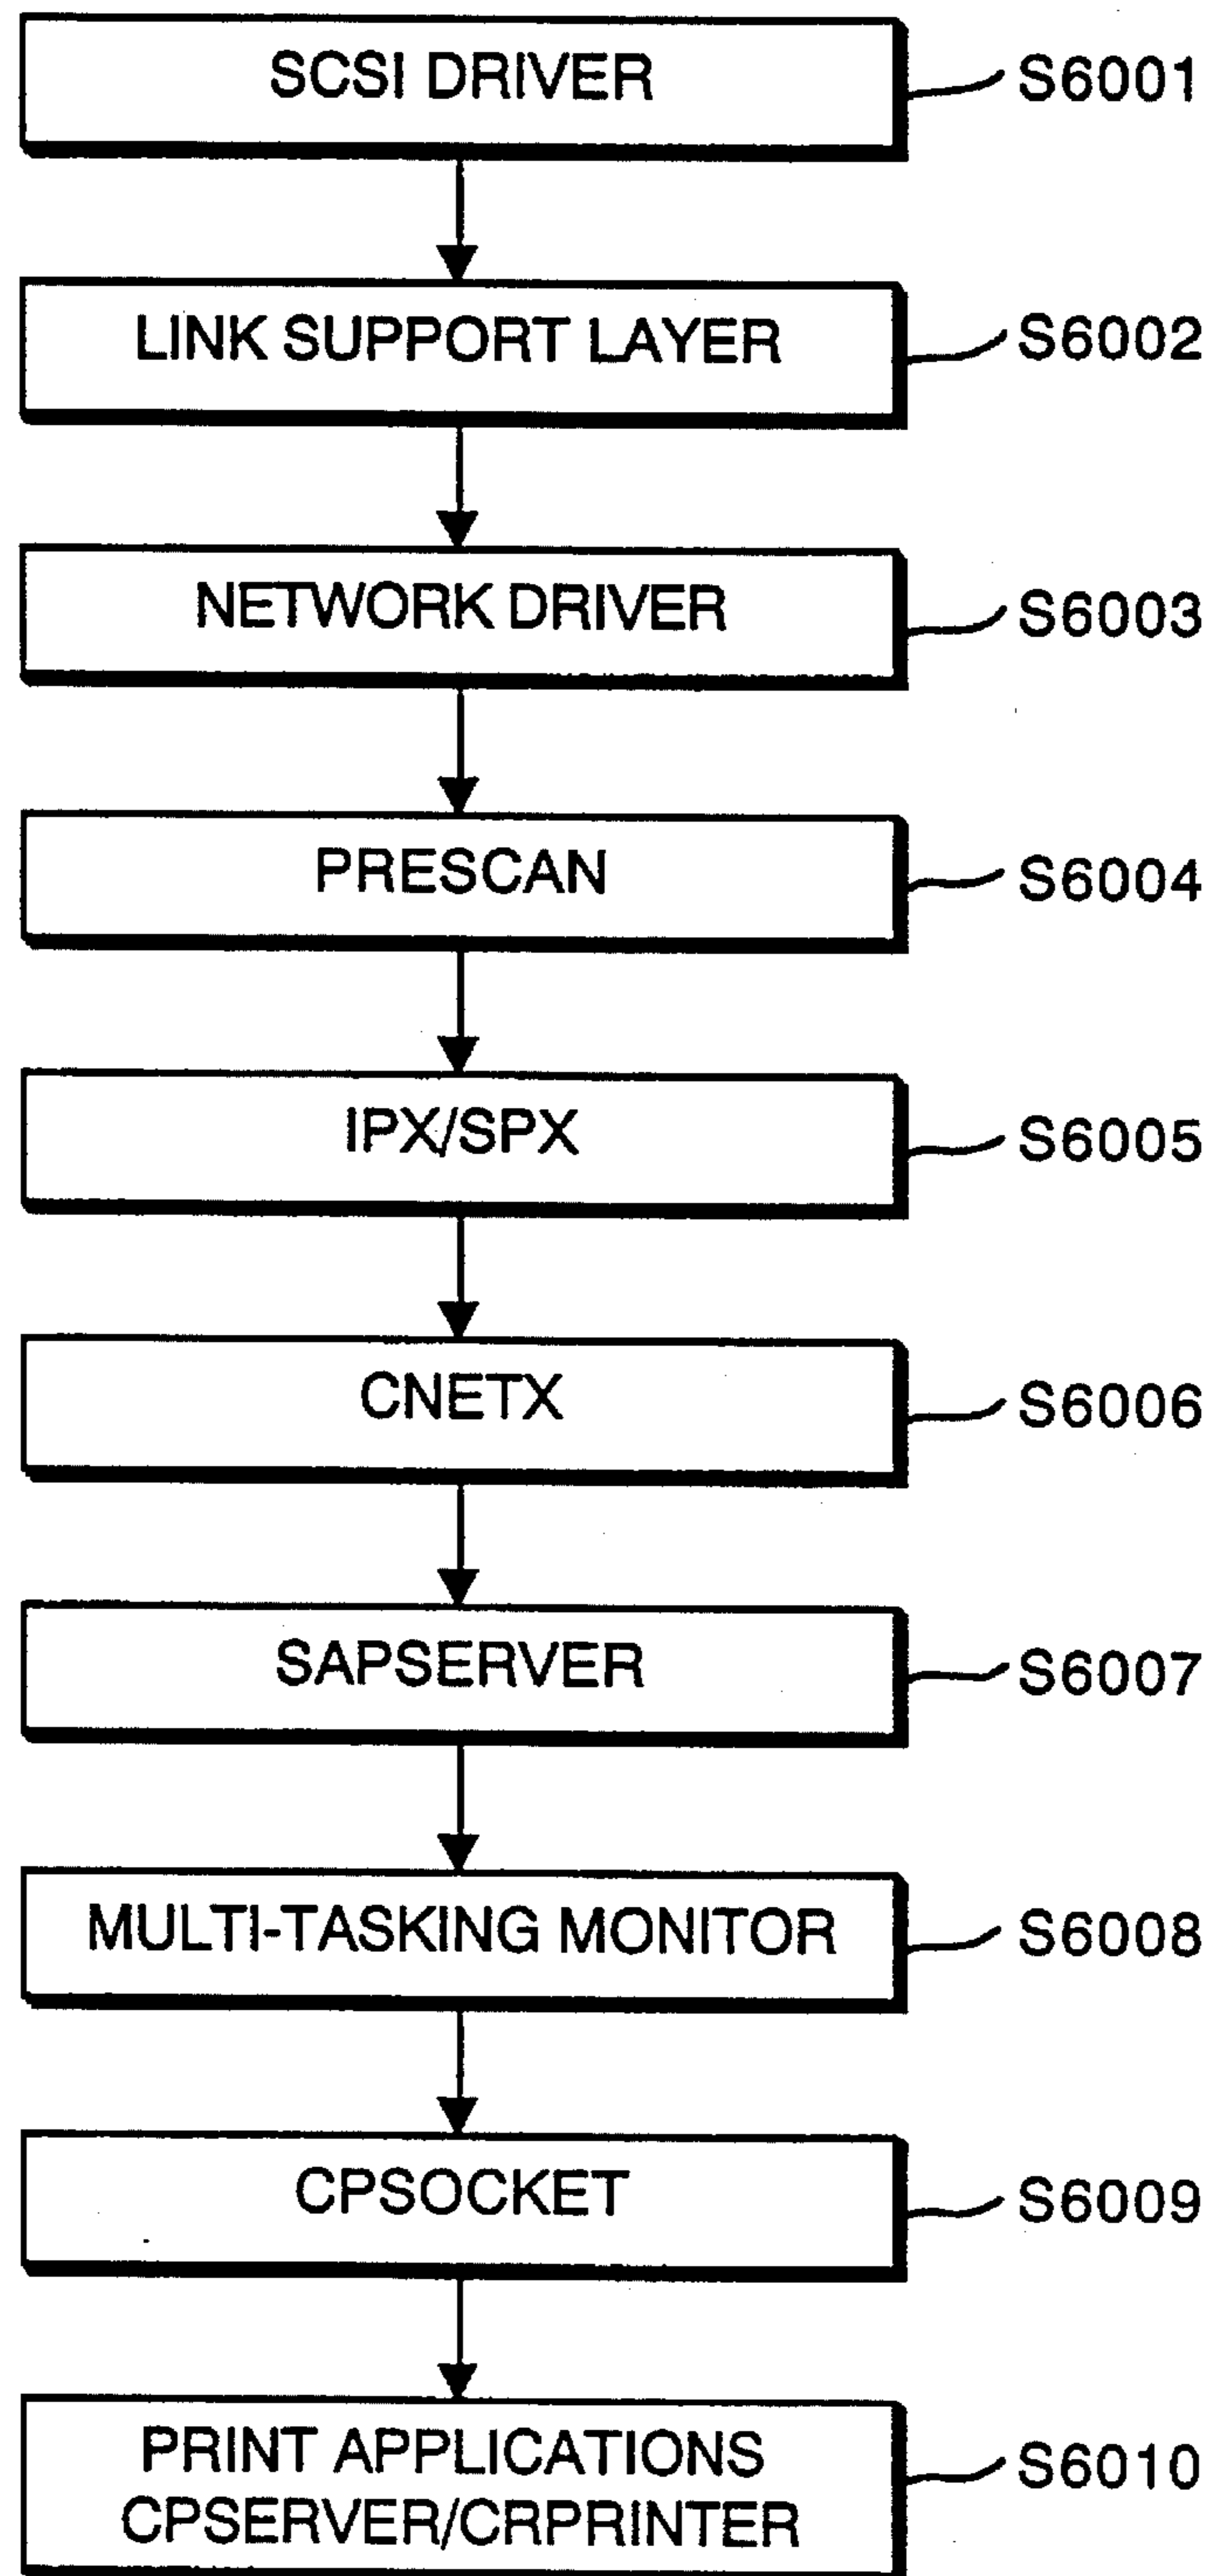 SCSI DRIVER
S6001
LINK SUPPORT LAYER
S6002
NETWORK DRIVER
S6003
PRESCAN
S6004
IPX/SPX
S6005
CNETX
S6006
SAPSERVER
S6007
MULTI-TASKING MONITOR
S6008
CPSOCKET
S6009
PRINT APPLICATIONS
CPSERVER/CRPRINTER
S6010